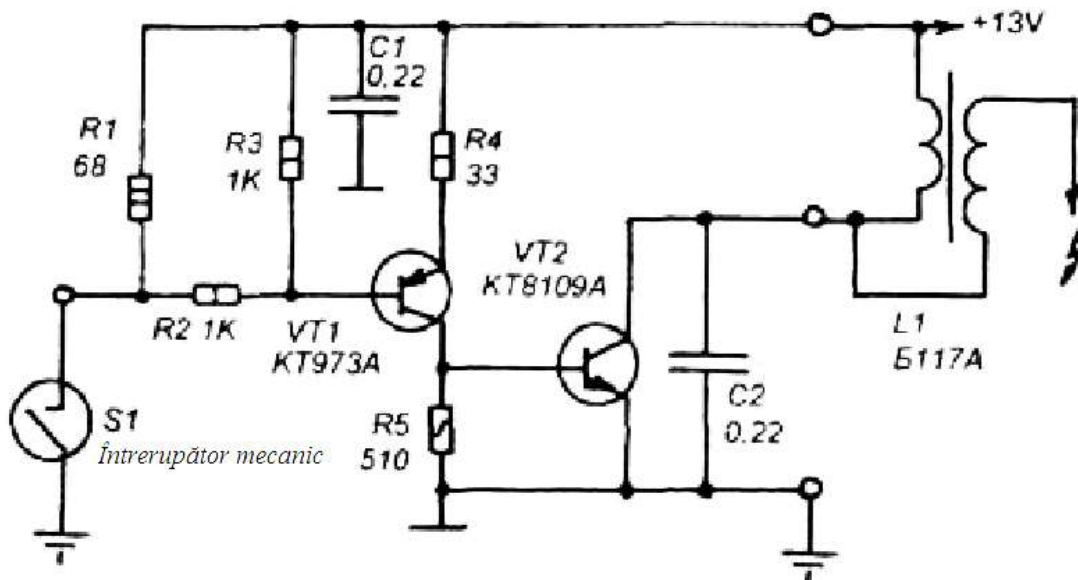 +13V
C1
0.22
R1
68
R3
1K
R4
33
VT2
KT8109A
R2 1K
VT1
KT973A
L1
Б117А
S1
Întrerupător mecanic
R5
510
C2
0.22